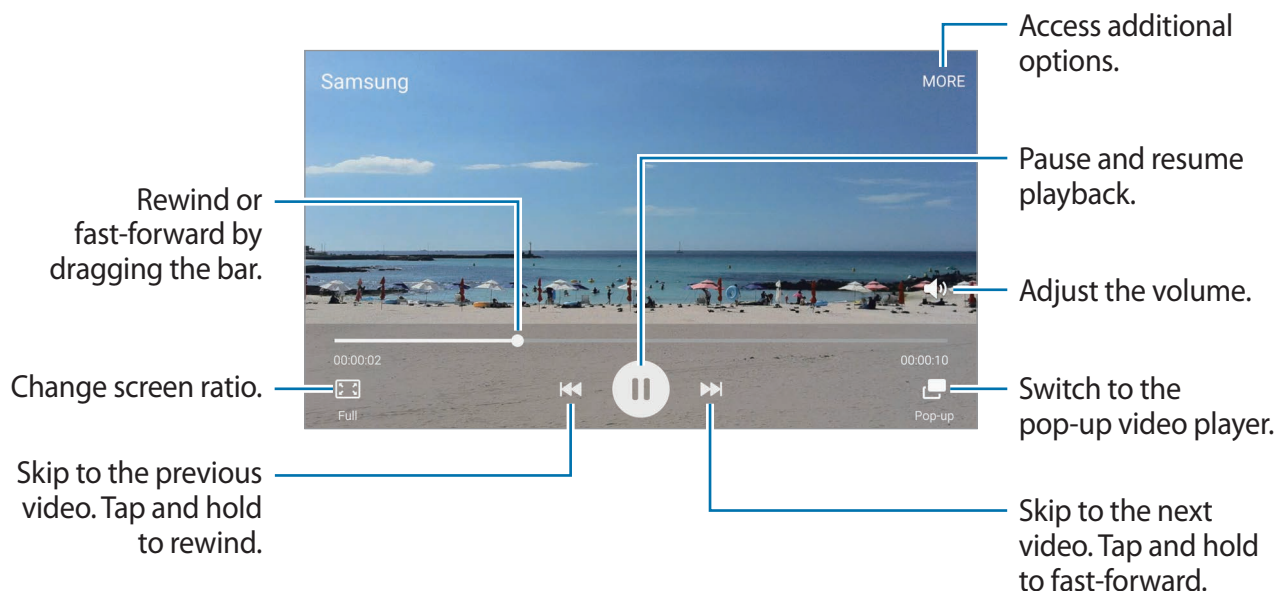 Access additional
options.
Samsung
MORE
Pause and resume
playback.
Rewind or
fast-forward by
dragging the bar.
Adjust the volume.
00:00:02
00:00:10
Change screen ratio.
Full
Pop-up
Switch to the
pop-up video player.
Skip to the previous
video. Tap and hold
to rewind.
Skip to the next
video. Tap and hold
to fast-forward.